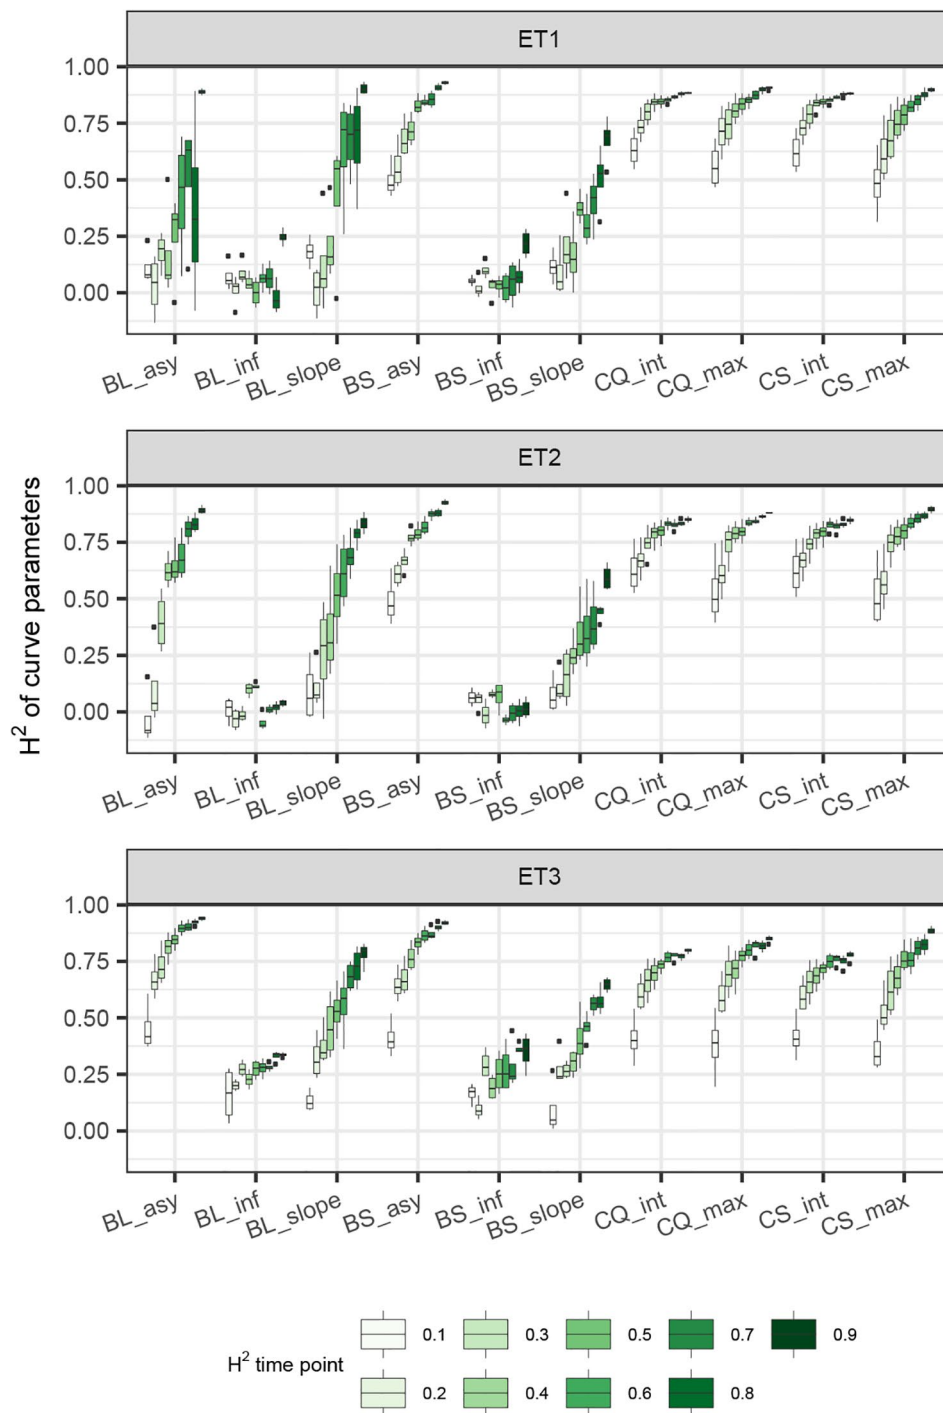 ET1
1.00
0.75
0.50
0.25
0.00
BL_asy BL_inf BL_slope BS_asy BS_inf BS_slope CQ_int CQ_max CS_int CS_max
ET2
1.00
0.75
0.50
0.25
0.00
BL_asy BL_inf BL_slope BS_asy BS_inf BS_slope CQ_int CQ_max CS_int CS_max
H² of curve parameters
ET3
1.00
0.75
0.50
0.25
0.00
BL_asy BL_inf BL_slope BS_asy BS_inf BS_slope CQ_int CQ_max CS_int CS_max
H² time point
0.1 0.3 0.5 0.7 0.9
0.2 0.4 0.6 0.8